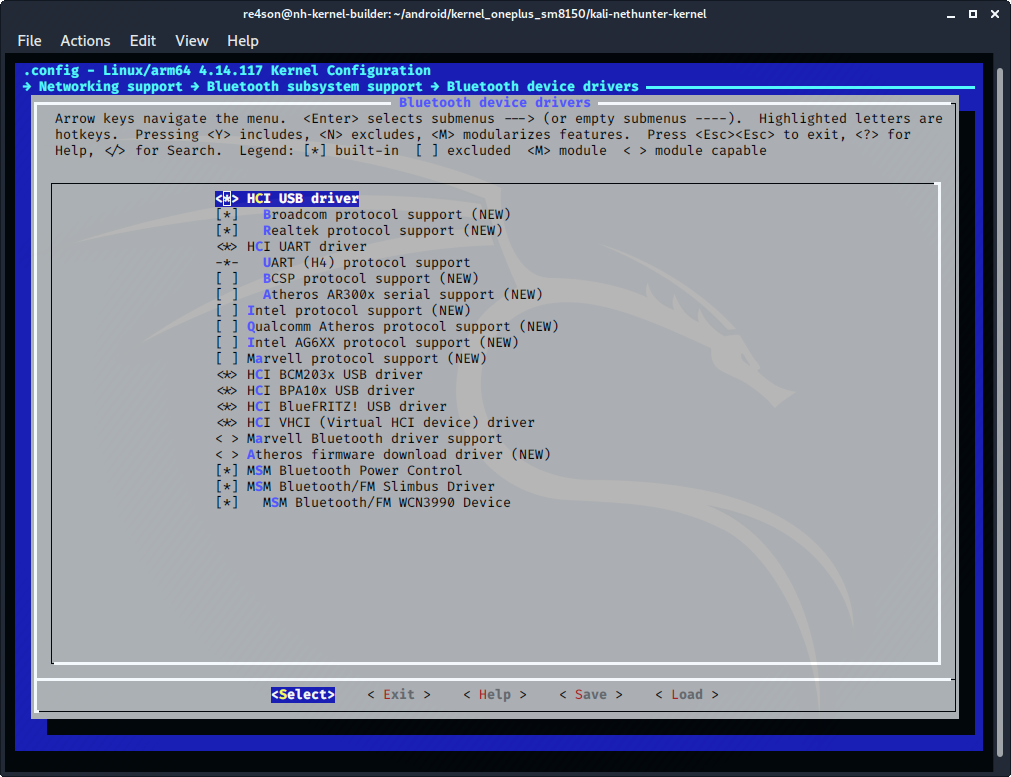 re4son@nh-kernel-builder: ~/android/kernel_oneplus_sm8150/kali-nethunter-kernel
File Actions Edit View Help
.config - Linux/arm64 4.14.117 Kernel Configuration
→ Networking support → Bluetooth subsystem support → Bluetooth device drivers
Bluetooth device drivers
Arrow keys navigate the menu.  <Enter> selects submenus ---> (or empty submenus ----).  Highlighted letters are
hotkeys.  Pressing <Y> includes, <N> excludes, <M> modularizes features.  Press <Esc><Esc> to exit, <?> for
Help, </> for Search.  Legend: [*] built-in  [ ] excluded  <M> module  < > module capable
<*> HCI USB driver
[*]   Broadcom protocol support (NEW)
[*]   Realtek protocol support (NEW)
<*> HCI UART driver
-*-   UART (H4) protocol support
[ ]   BCSP protocol support (NEW)
[ ]   Atheros AR300x serial support (NEW)
[ ] Intel protocol support (NEW)
[ ] Qualcomm Atheros protocol support (NEW)
[ ] Intel AG6XX protocol support (NEW)
[ ] Marvell protocol support (NEW)
<*> HCI BCM203x USB driver
<*> HCI BPA10x USB driver
<*> HCI BlueFRITZ! USB driver
<*> HCI VHCI (Virtual HCI device) driver
< > Marvell Bluetooth driver support
< > Atheros firmware download driver (NEW)
[*] MSM Bluetooth Power Control
[*] MSM Bluetooth/FM Slimbus Driver
[*]   MSM Bluetooth/FM WCN3990 Device
<Select>    < Exit >    < Help >    < Save >    < Load >